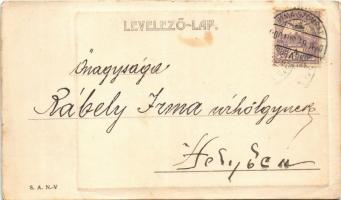 LEVELEZŐ-LAP.
Őnagysága
Rábely Irma úrhölgynek
Helyben
S. A. N.-V